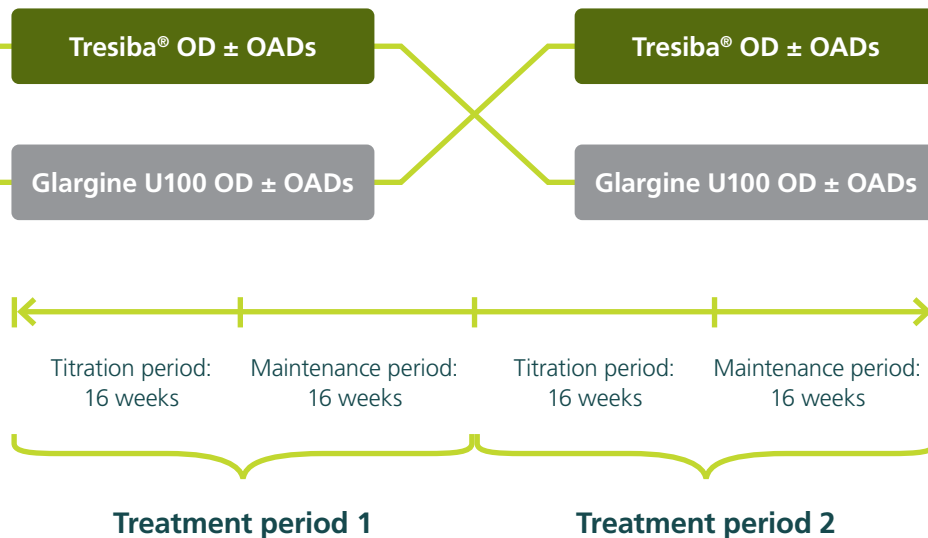 Tresiba® OD ± OADs
Tresiba® OD ± OADs
Glargine U100 OD ± OADs
Glargine U100 OD ± OADs
Titration period:
16 weeks
Maintenance period:
16 weeks
Titration period:
16 weeks
Maintenance period:
16 weeks
Treatment period 1
Treatment period 2